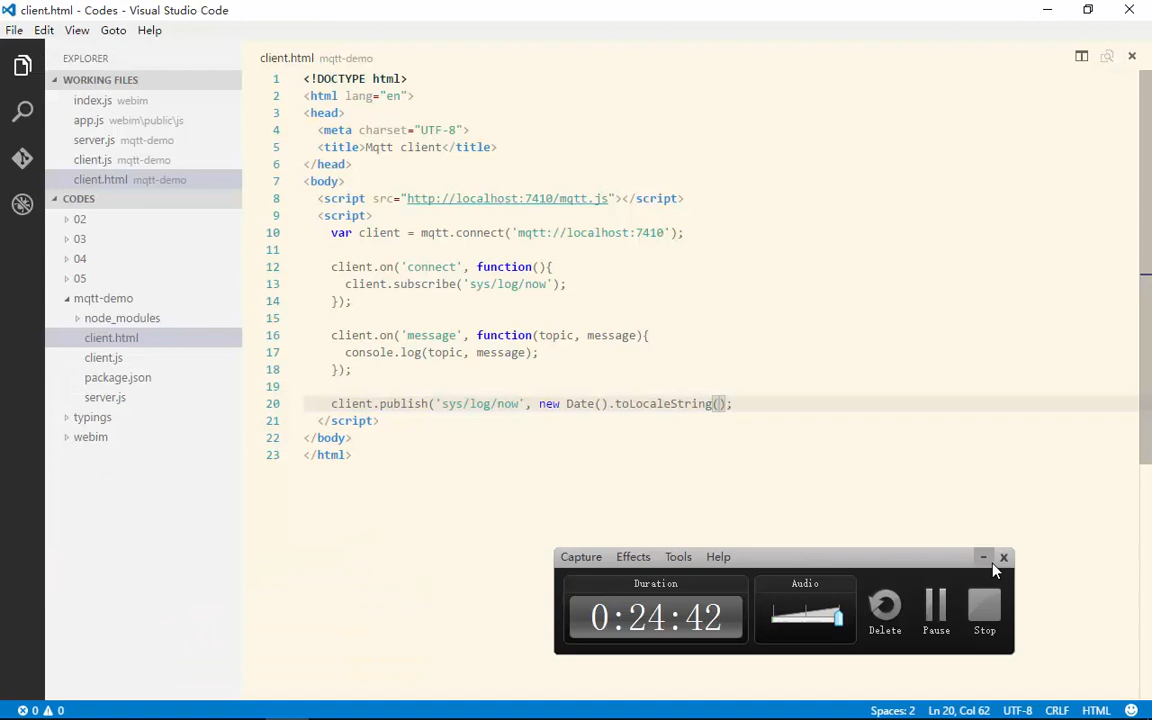 client.html - Codes - Visual Studio Code
File Edit View Goto Help
EXPLORER
WORKING FILES
index.js webim
app.js webim\public\js
server.js mqtt-demo
client.js mqtt-demo
client.html mqtt-demo
CODES
02
03
04
05
mqtt-demo
node_modules
client.html
client.js
package.json
server.js
typings
webim
client.html mqtt-demo
1 <!DOCTYPE html>
2 <html lang="en">
3 <head>
4 <meta charset="UTF-8">
5 <title>Mqtt client</title>
6 </head>
7 <body>
8 <script src="http://localhost:7410/mqtt.js"></script>
9 <script>
10 var client = mqtt.connect('mqtt://localhost:7410');
11
12 client.on('connect', function(){
13 client.subscribe('sys/log/now');
14 });
15
16 client.on('message', function(topic, message){
17 console.log(topic, message);
18 });
19
20 client.publish('sys/log/now', new Date().toLocaleString();
21 </script>
22 </body>
23 </html>
Capture Effects Tools Help
Duration
0:24:42
Audio
Delete
Pause
Stop
0 0
Spaces: 2 Ln 20, Col 62 UTF-8 CRLF HTML